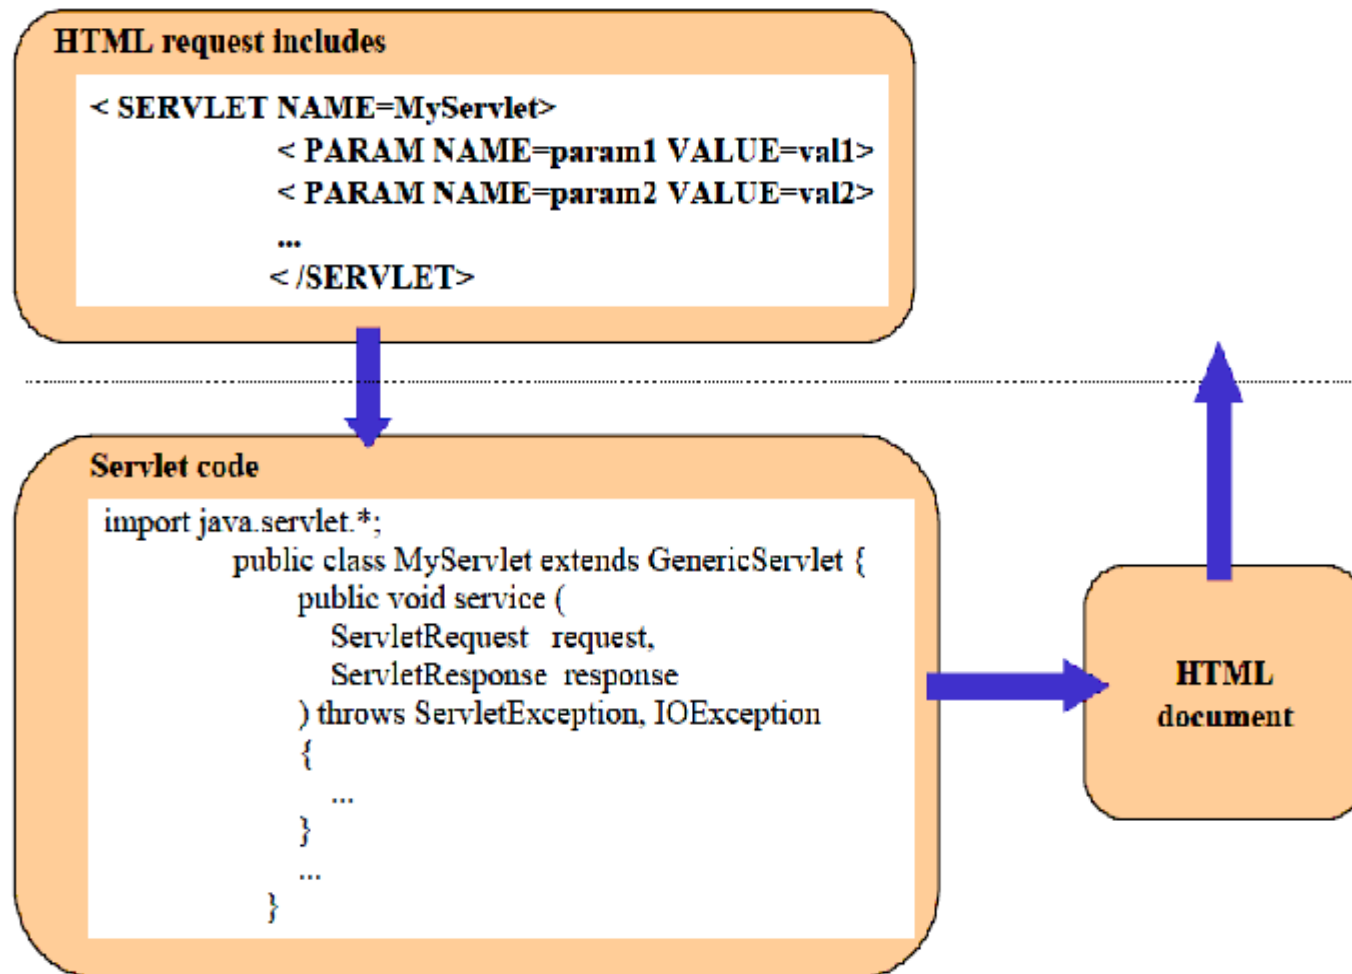 HTML request includes
< SERVLET NAME=MyServlet>
< PARAM NAME=param1 VALUE=val1>
< PARAM NAME=param2 VALUE=val2>
...
< /SERVLET>
Servlet code
import java.servlet.*;
public class MyServlet extends GenericServlet {
public void service (
ServletRequest request,
ServletResponse response
) throws ServletException, IOException
{
...
}
...
}
HTML
document